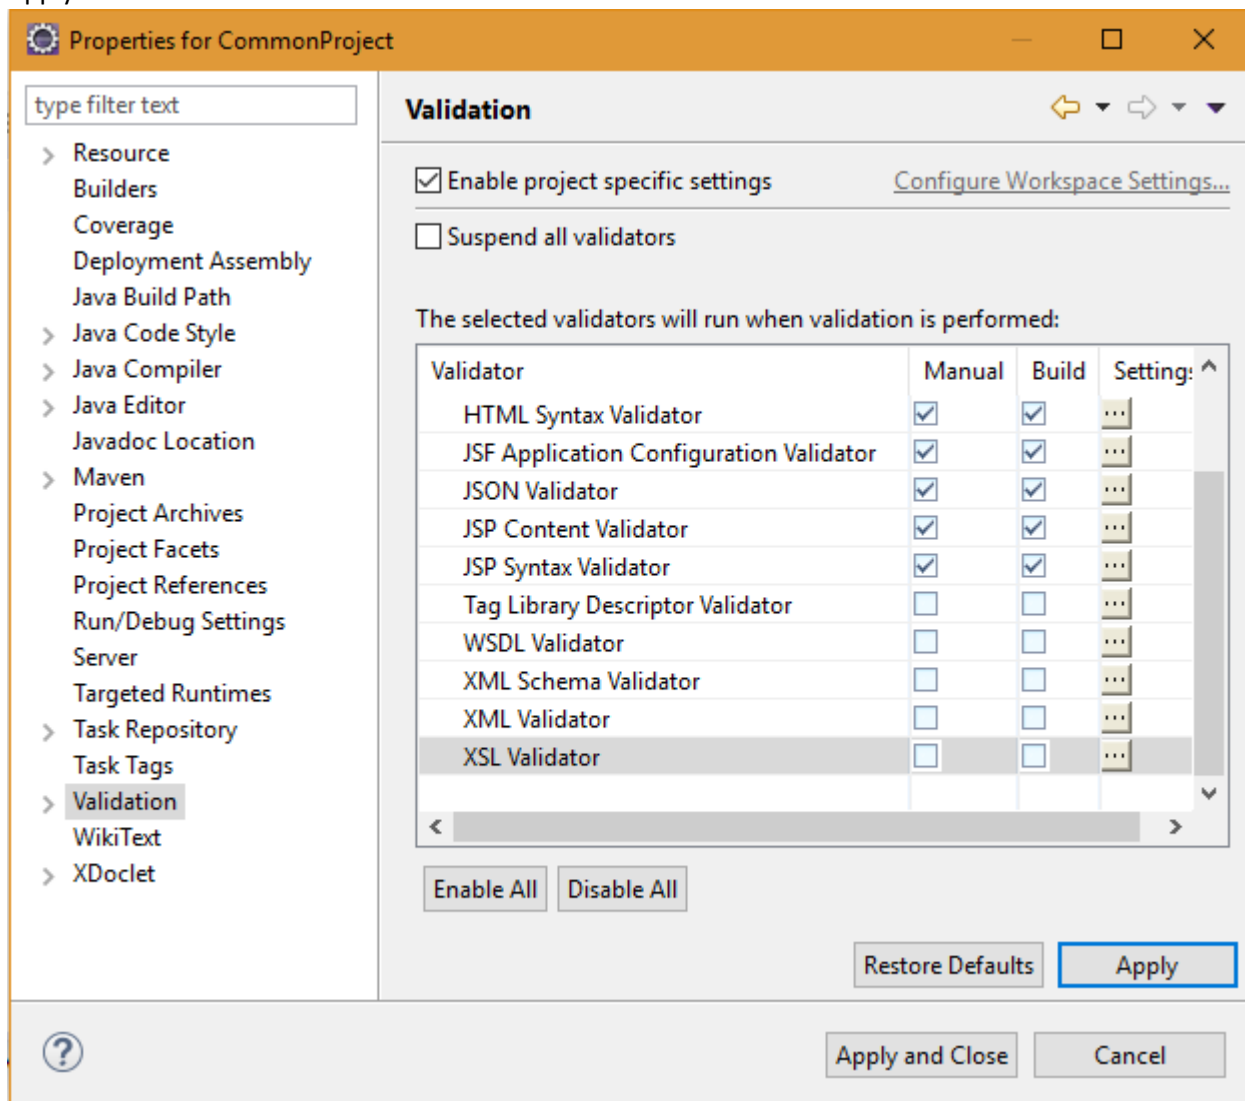 Properties for CommonProject
type filter text
Resource
Builders
Coverage
Deployment Assembly
Java Build Path
Java Code Style
Java Compiler
Java Editor
Javadoc Location
Maven
Project Archives
Project Facets
Project References
Run/Debug Settings
Server
Targeted Runtimes
Task Repository
Task Tags
Validation
WikiText
XDoclet
Validation
Enable project specific settings Configure Workspace Settings...
Suspend all validators
The selected validators will run when validation is performed:
Validator Manual Build Settings
HTML Syntax Validator ...
JSF Application Configuration Validator ...
JSON Validator ...
JSP Content Validator ...
JSP Syntax Validator ...
Tag Library Descriptor Validator ...
WSDL Validator ...
XML Schema Validator ...
XML Validator ...
XSL Validator ...
Enable All Disable All
Restore Defaults Apply
? Apply and Close Cancel